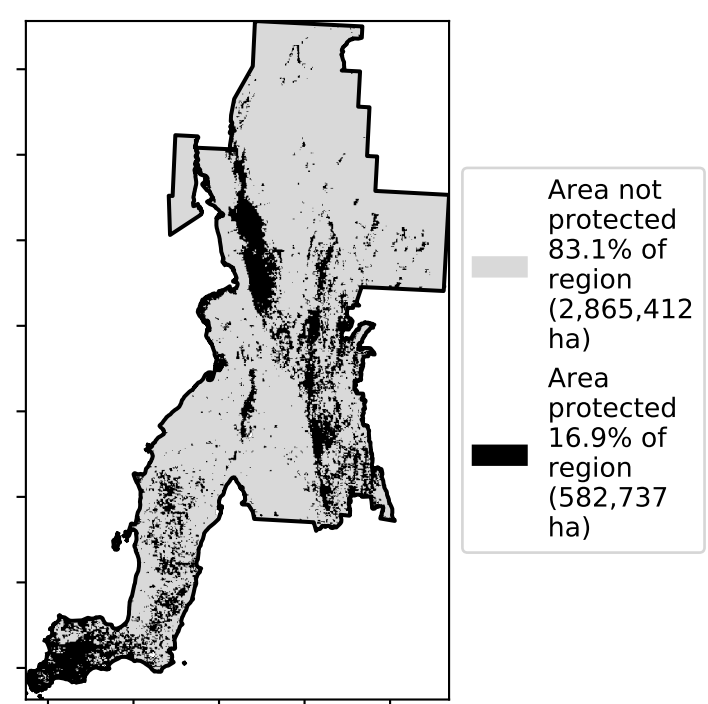 Area not
protected
83.1% of
region
(2,865,412
ha)
Area
protected
16.9% of
region
(582,737
ha)